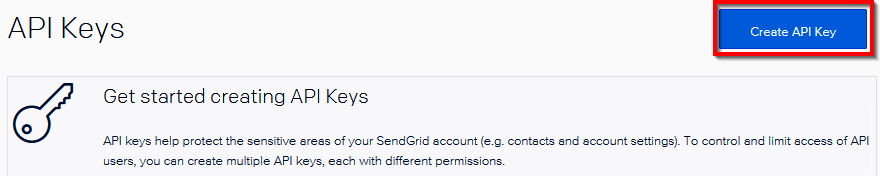 API Keys
Create API Key
Get started creating API Keys
API keys help protect the sensitive areas of your SendGrid account (e.g. contacts and account settings). To control and limit access of API
users, you can create multiple API keys, each with different permissions.